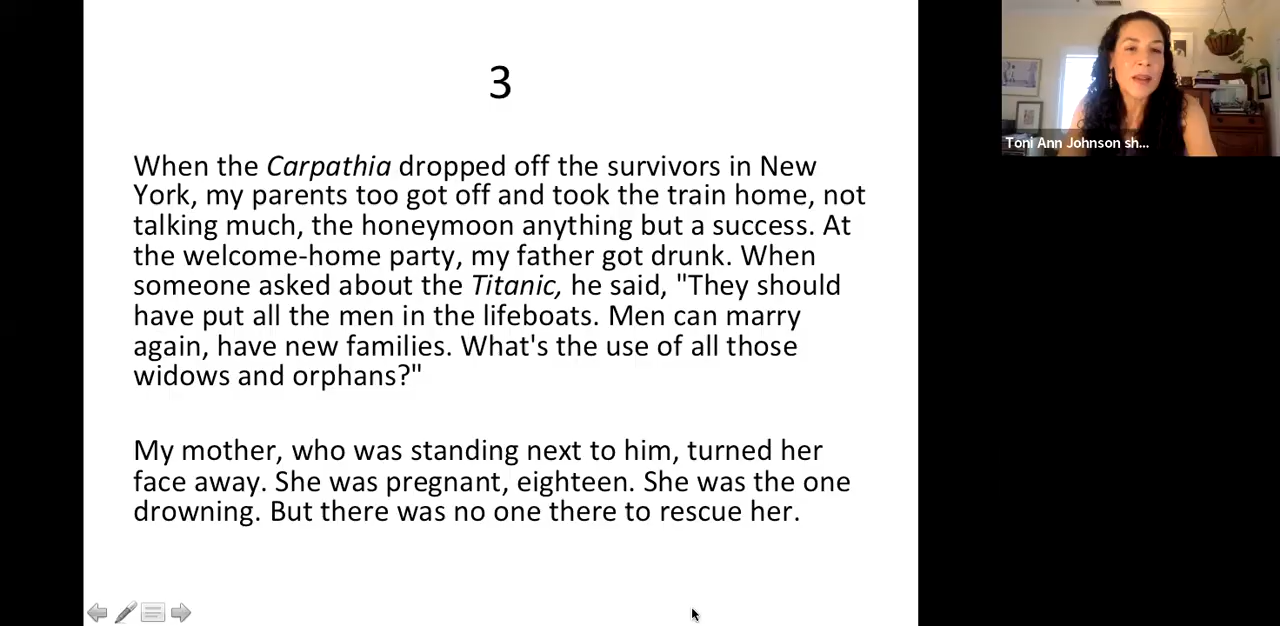 3
When the Carpathia dropped off the survivors in New
York, my parents too got off and took the train home, not
talking much, the honeymoon anything but a success. At
the welcome-home party, my father got drunk. When
someone asked about the Titanic, he said, "They should
have put all the men in the lifeboats. Men can marry
again, have new families. What's the use of all those
widows and orphans?"
My mother, who was standing next to him, turned her
face away. She was pregnant, eighteen. She was the one
drowning. But there was no one there to rescue her.
Toni Ann Johnson sh...